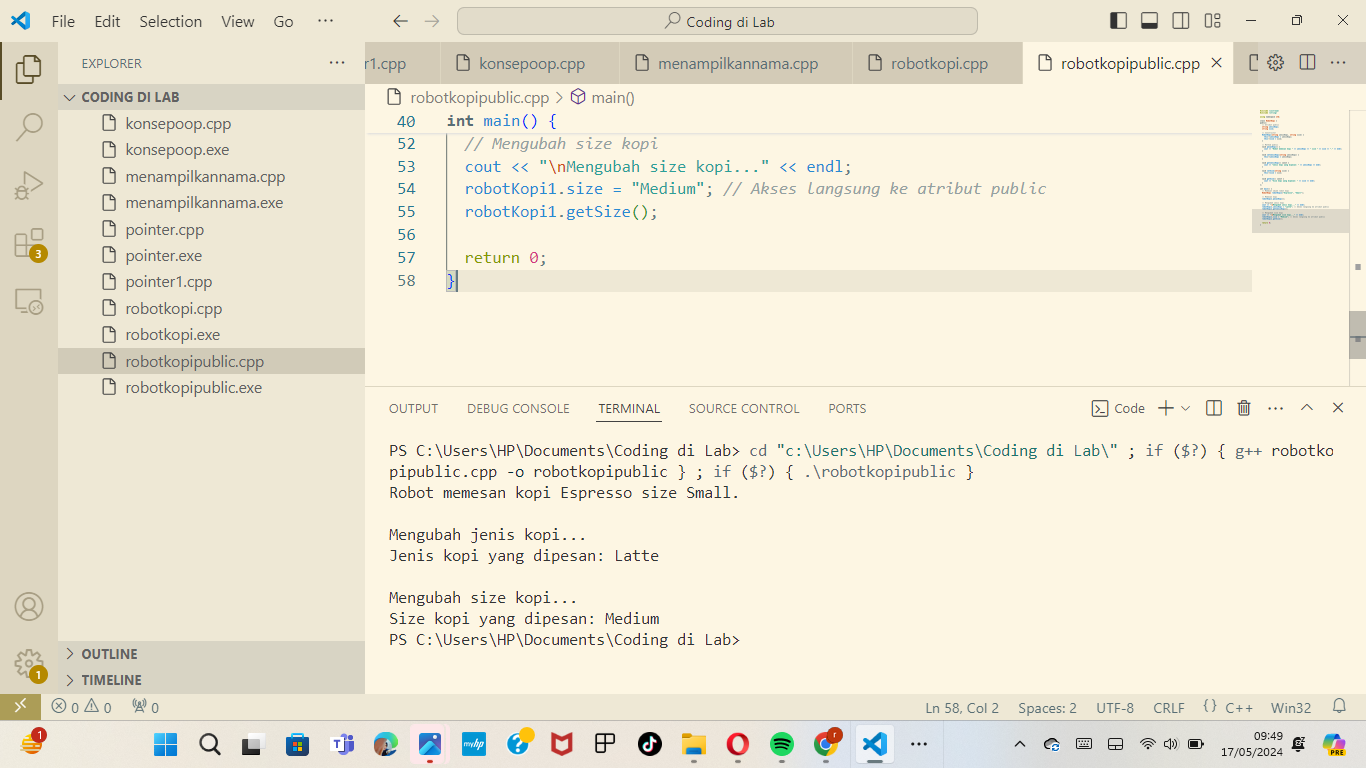 File Edit Selection View Go ··· Coding di Lab
EXPLORER ···
r1.cpp konsepoop.cpp menampilkannama.cpp robotkopi.cpp robotkopipublic.cpp
CODING DI LAB
konsepoop.cpp
konsepoop.exe
menampilkannama.cpp
menampilkannama.exe
pointer.cpp
pointer.exe
pointer1.cpp
robotkopi.cpp
robotkopi.exe
robotkopipublic.cpp
robotkopipublic.exe
3
robotkopipublic.cpp > main()
40 int main() {
52 // Mengubah size kopi
53 cout << "\nMengubah size kopi..." << endl;
54 robotKopi1.size = "Medium"; // Akses langsung ke atribut public
55 robotKopi1.getSize();
56
57 return 0;
58 }
OUTPUT DEBUG CONSOLE TERMINAL SOURCE CONTROL PORTS Code
PS C:\Users\HP\Documents\Coding di Lab> cd "c:\Users\HP\Documents\Coding di Lab\" ; if ($?) { g++ robotko
pipublic.cpp -o robotkopipublic } ; if ($?) { .\robotkopipublic }
Robot memesan kopi Espresso size Small.
Mengubah jenis kopi...
Jenis kopi yang dipesan: Latte
Mengubah size kopi...
Size kopi yang dipesan: Medium
PS C:\Users\HP\Documents\Coding di Lab>
OUTLINE
TIMELINE
1
0 0 0 Ln 58, Col 2 Spaces: 2 UTF-8 CRLF {} C++ Win32
1 myhp ? r PRE
09:49
17/05/2024